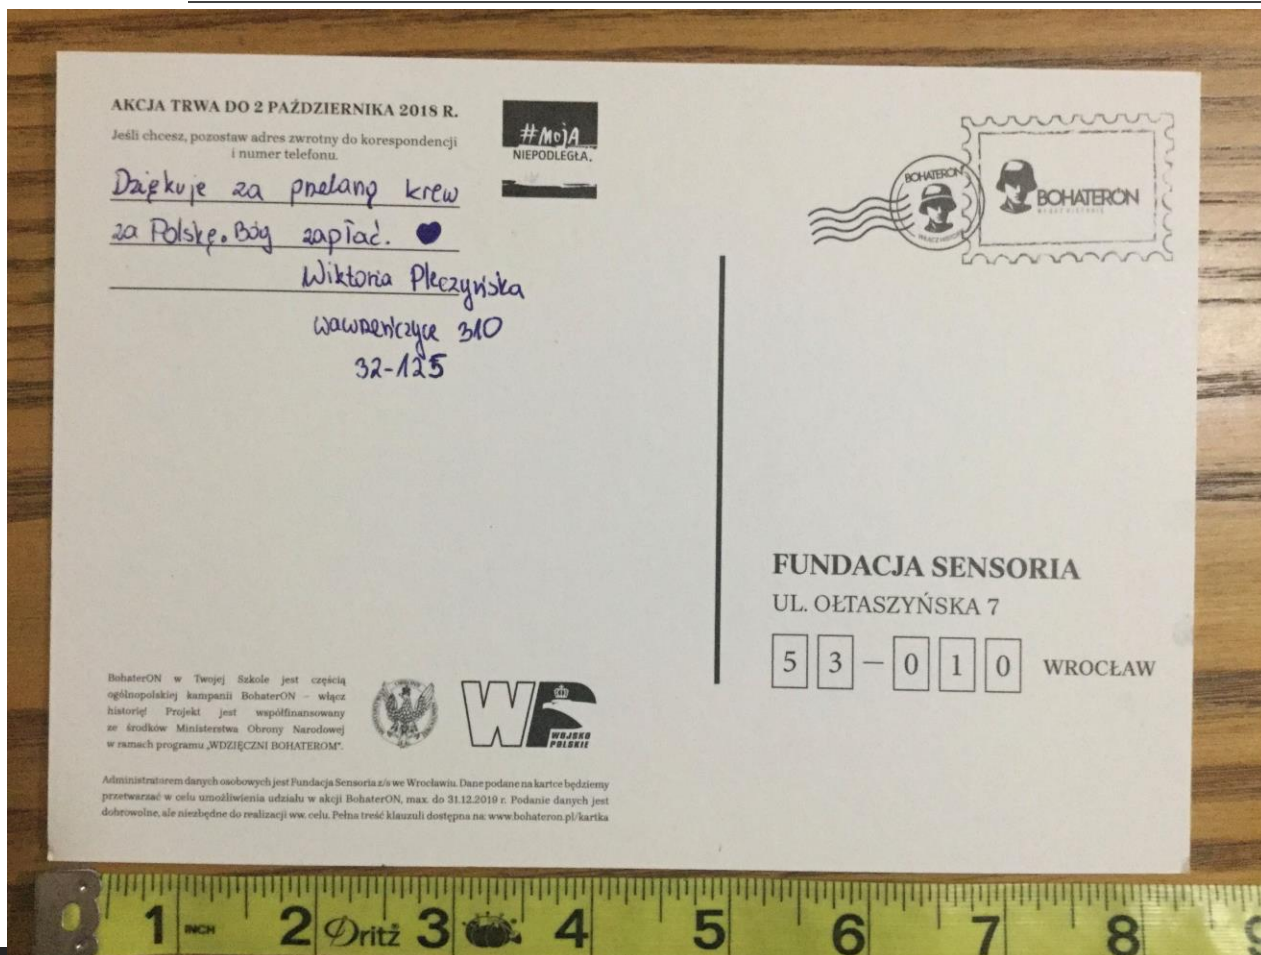 AKCJA TRWA DO 2 PAŹDZIERNIKA 2018 R.
Jeśli chcesz, pozostaw adres zwrotny do korespondencji
i numer telefonu.
Dziękuje za przelaną krew
za Polskę. Bóg zapłać.
Wiktoria
Wawrzeńczyce 310
32-125
#MOJA
NIEPODLEGŁA.
BOHATERON
WŁĄCZ HISTORIĘ
BOHATERON
WŁĄCZ HISTORIĘ
FUNDACJA SENSORIA
UL. OŁTASZYŃSKA 7
53-010 WROCŁAW
BohaterON w Twojej Szkole jest częścią
ogólnopolskiej kampanii BohaterON – włącz
historię! Projekt jest współfinansowany
ze środków Ministerstwa Obrony Narodowej
w ramach programu „WDZIĘCZNI BOHATEROM".
WP
WOJSKO
POLSKIE
Administratorem danych osobowych jest Fundacja Sensoria z/s we Wrocławiu. Dane podane na kartce będziemy
przetwarzać w celu umożliwienia udziału w akcji BohaterON, max. do 31.12.2019 r. Podanie danych jest
dobrowolne, ale niezbędne do realizacji ww. celu. Pełna treść klauzuli dostępna na: www.bohateron.pl/kartka
1 INCH 2 Dritz 3 4 5 6 7 8 9